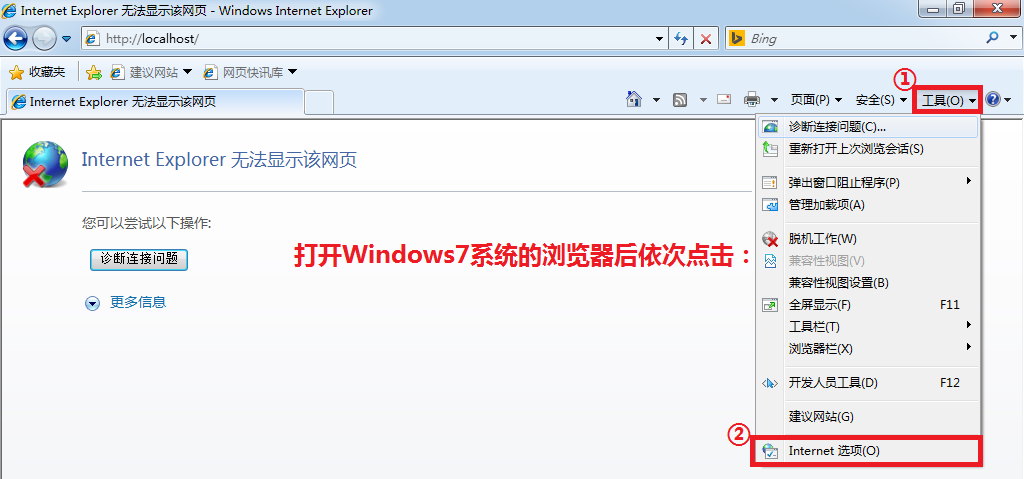 Internet Explorer 无法显示该网页 - Windows Internet Explorer
http://localhost/
Bing
收藏夹
建议网站
网页快讯库
Internet Explorer 无法显示该网页
页面(P)
安全(S)
①
工具(O)
Internet Explorer 无法显示该网页
您可以尝试以下操作:
诊断连接问题
更多信息
打开Windows7系统的浏览器后依次点击：
诊断连接问题(C)...
重新打开上次浏览会话(S)
弹出窗口阻止程序(P)
管理加载项(A)
脱机工作(W)
兼容性视图(V)
兼容性视图设置(B)
全屏显示(F) F11
工具栏(T)
浏览器栏(X)
开发人员工具(D) F12
建议网站(G)
②
Internet 选项(O)